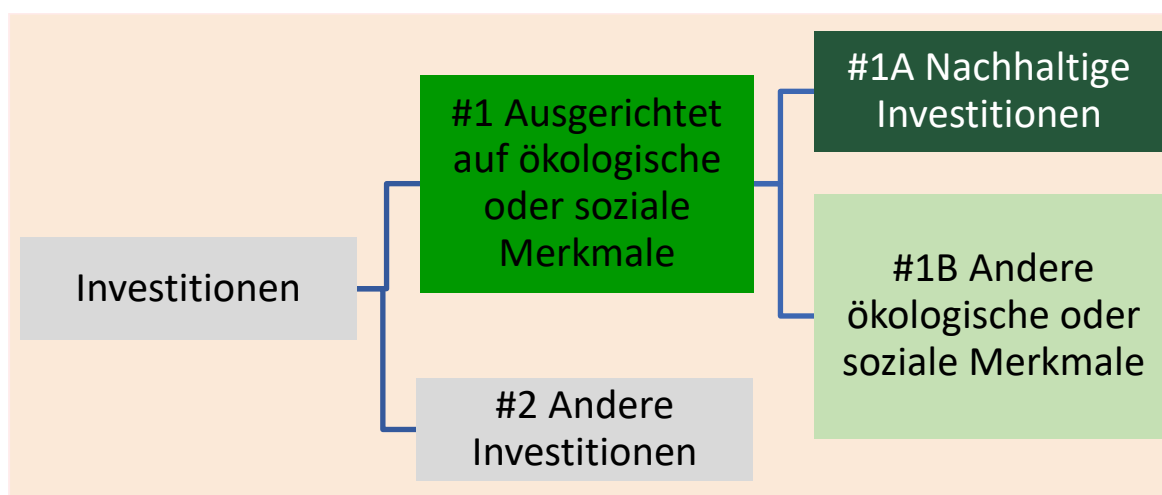 Investitionen
#1 Ausgerichtet
auf ökologische
oder soziale
Merkmale
#2 Andere
Investitionen
#1A Nachhaltige
Investitionen
#1B Andere
ökologische oder
soziale Merkmale